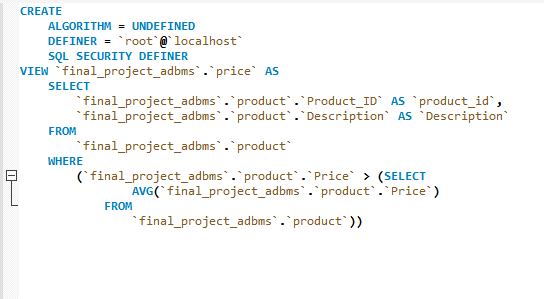 CREATE
    ALGORITHM = UNDEFINED
    DEFINER = `root`@`localhost`
    SQL SECURITY DEFINER
VIEW `final_project_adbms`.`price` AS
    SELECT
        `final_project_adbms`.`product`.`Product_ID` AS `product_id`,
        `final_project_adbms`.`product`.`Description` AS `Description`
    FROM
        `final_project_adbms`.`product`
    WHERE
        (`final_project_adbms`.`product`.`Price` > (SELECT
                AVG(`final_project_adbms`.`product`.`Price`)
            FROM
                `final_project_adbms`.`product`))